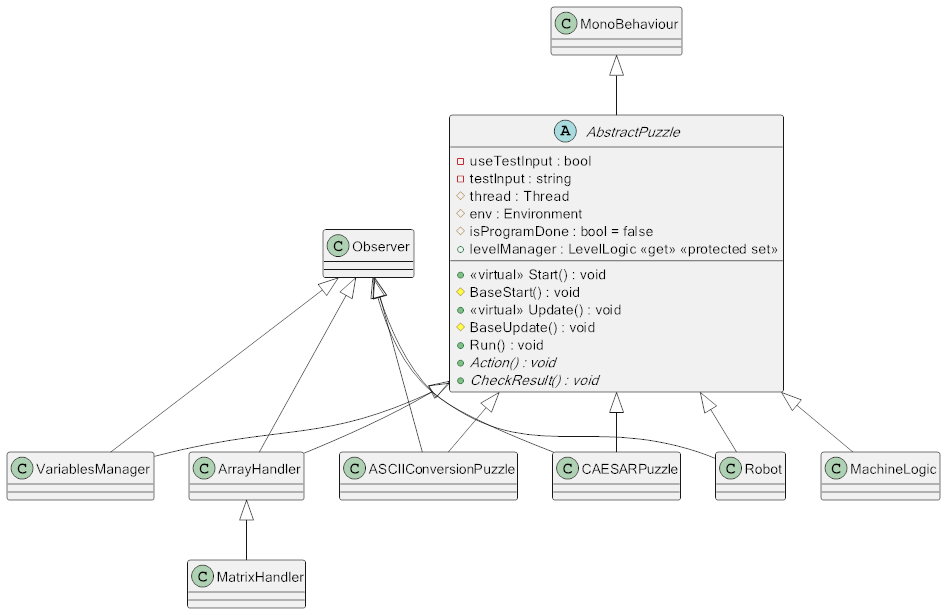 C MonoBehaviour
A AbstractPuzzle
useTestInput : bool
testInput : string
thread : Thread
env : Environment
isProgramDone : bool = false
levelManager : LevelLogic «get» «protected set»
«virtual» Start() : void
BaseStart() : void
«virtual» Update() : void
BaseUpdate() : void
Run() : void
Action() : void
CheckResult() : void
C Observer
C VariablesManager
C ArrayHandler
C ASCIIConversionPuzzle
C CAESARPuzzle
C Robot
C MachineLogic
C MatrixHandler